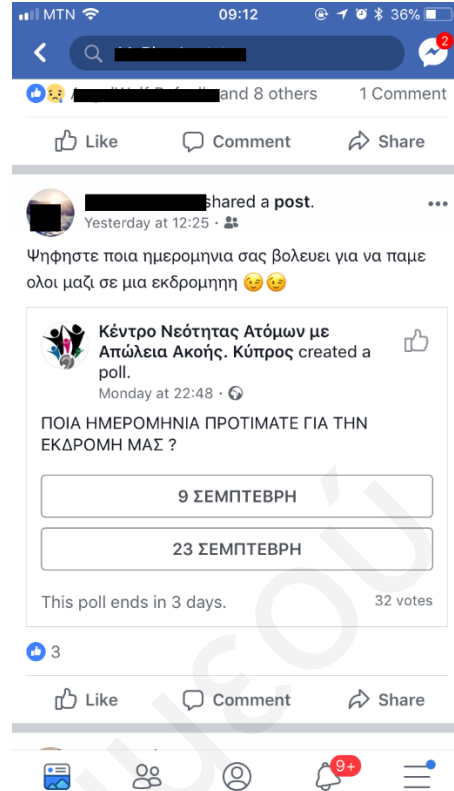 MTN 09:12 36%
2
and 8 others 1 Comment
Like Comment Share
shared a post.
Yesterday at 12:25 ·
Ψηφηστε ποια ημερομηνια σας βολευει για να παμε
ολοι μαζι σε μια εκδρομηηη
Κέντρο Νεότητας Ατόμων με
Απώλεια Ακοής. Κύπρος created a
poll.
Monday at 22:48 ·
ΠΟΙΑ ΗΜΕΡΟΜΗΝΙΑ ΠΡΟΤΙΜΑΤΕ ΓΙΑ ΤΗΝ
ΕΚΔΡΟΜΗ ΜΑΣ ?
9 ΣΕΜΠΤΕΒΡΗ
23 ΣΕΜΠΤΕΒΡΗ
This poll ends in 3 days. 32 votes
3
Like Comment Share
9+